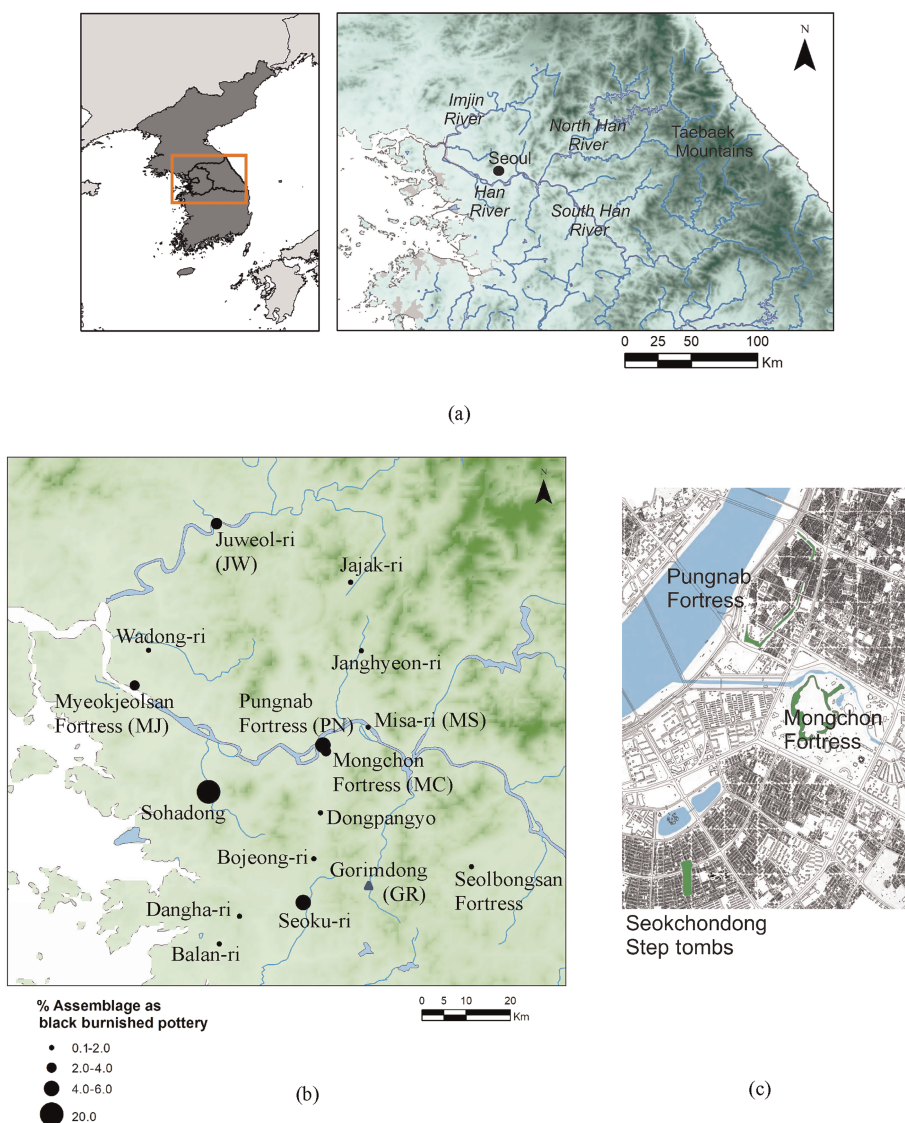 N
Imjin
River
North Han
River
Taebaek
Mountains
Seoul
Han
River
South Han
River
0 25 50 100
Km
(a)
N
Juweol-ri
(JW)
Jajak-ri
Wadong-ri
Janghyeon-ri
Myeokjeolsan
Fortress (MJ)
Pungnab
Fortress (PN)
Misa-ri (MS)
Mongchon
Fortress (MC)
Sohadong
Dongpangyo
Bojeong-ri
Gorimdong
(GR)
Seolbongsan
Fortress
Dangha-ri
Seoku-ri
Balan-ri
% Assemblage as
black burnished pottery
0.1-2.0
2.0-4.0
4.0-6.0
20.0
0 5 10 20
Km
(b)
Pungnab
Fortress
Mongchon
Fortress
Seokchondong
Step tombs
(c)